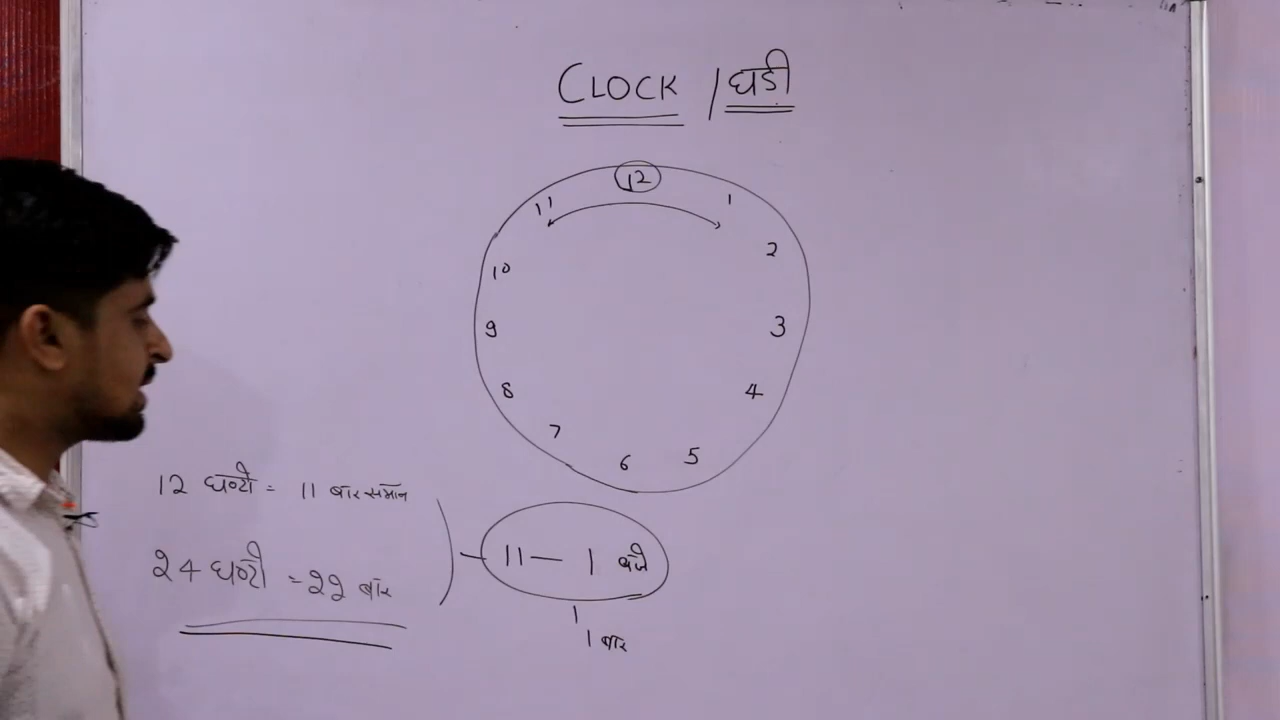 CLOCK / घडी
12
11 1
10 2
9 3
8 4
7 5
6
12 घण्टे = 11 बार समान
24 घण्टे = 22 बार
11 — 1 बजे
1 बार